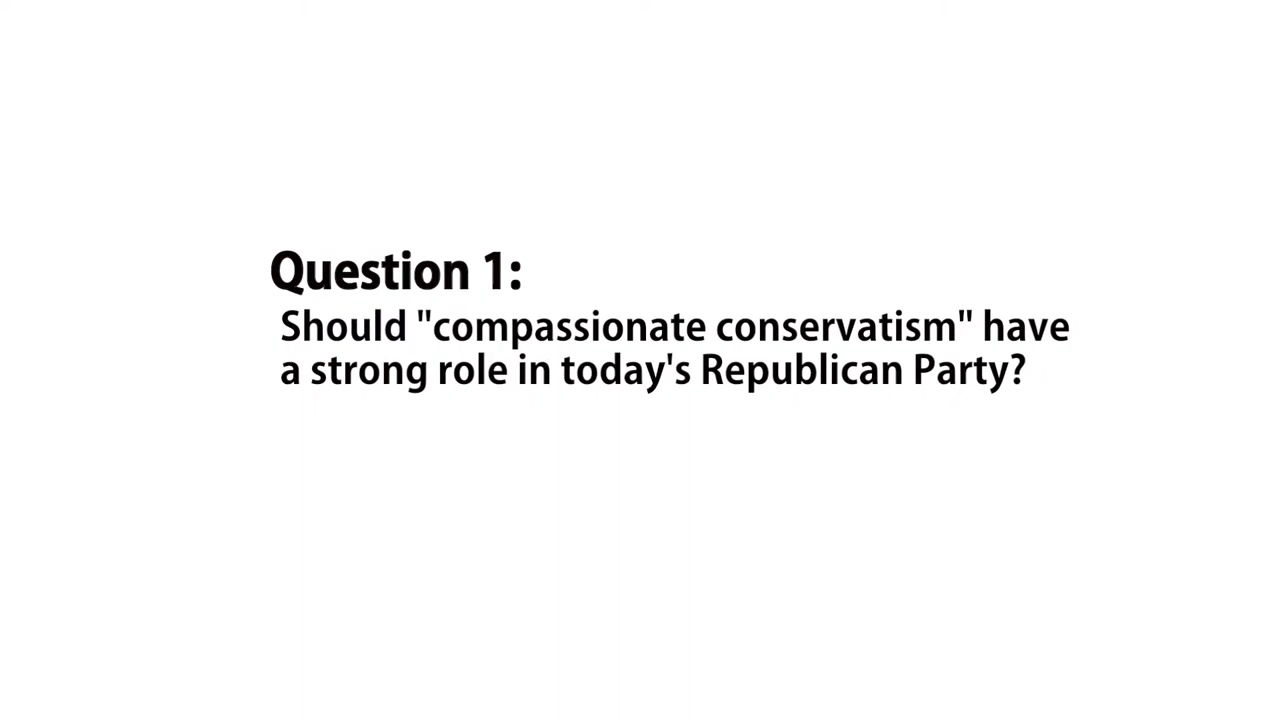 Question 1:
Should "compassionate conservatism" have
a strong role in today's Republican Party?